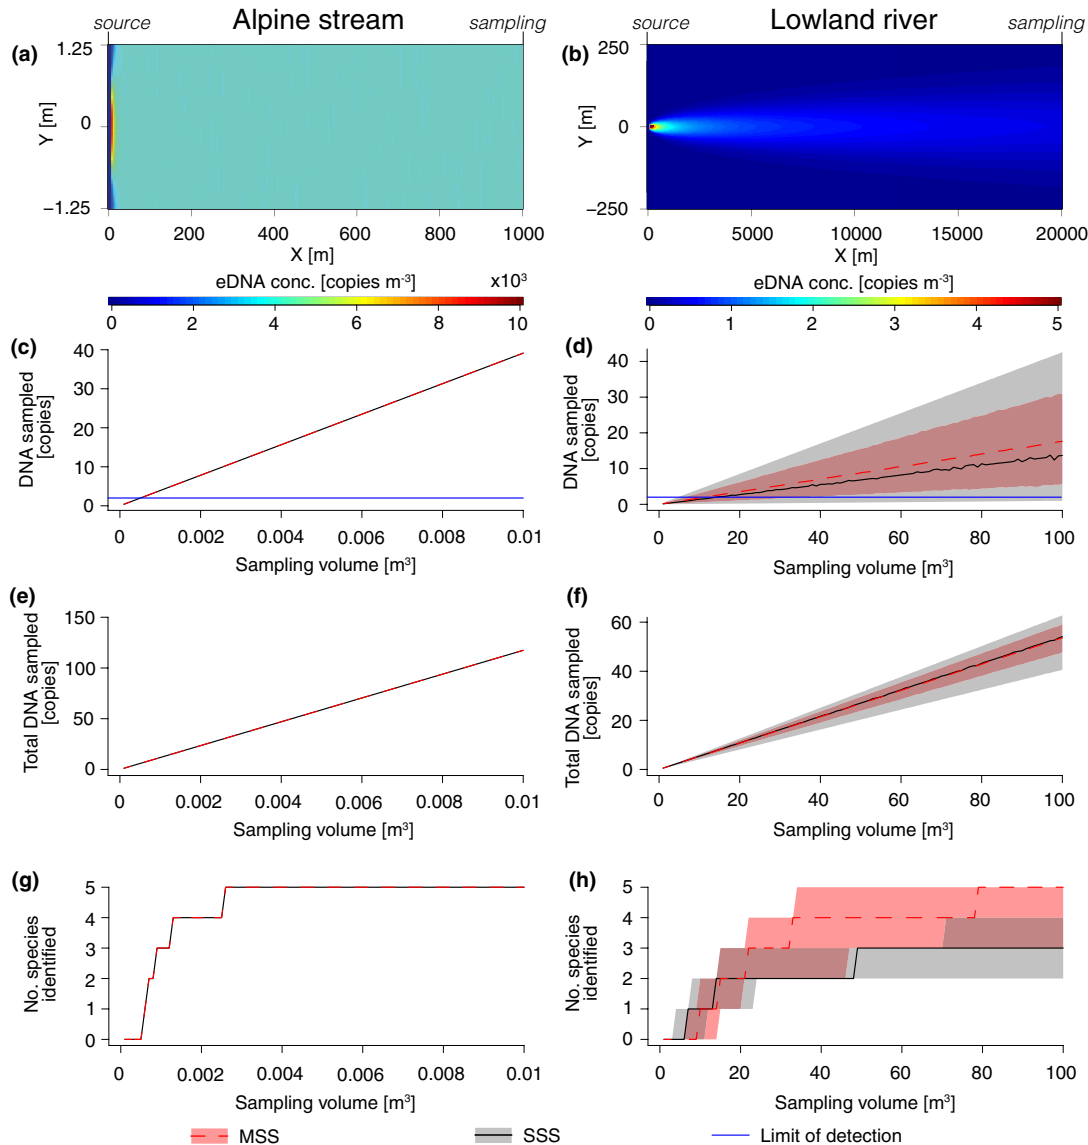 Alpine stream
Lowland river
source
sampling
source
sampling
(a)
1.25
0
−1.25
Y [m]
0
200
400
600
800
1000
X [m]
eDNA conc. [copies m⁻³]
x10³
0
2
4
6
8
10
(b)
250
0
−250
Y [m]
0
5000
10000
15000
20000
X [m]
eDNA conc. [copies m⁻³]
0
1
2
3
4
5
(c)
DNA sampled
[copies]
40
30
20
10
0
0
0.002
0.004
0.006
0.008
0.01
Sampling volume [m³]
(d)
DNA sampled
[copies]
40
30
20
10
0
0
20
40
60
80
100
Sampling volume [m³]
(e)
Total DNA sampled
[copies]
150
100
50
0
0
0.002
0.004
0.006
0.008
0.01
Sampling volume [m³]
(f)
Total DNA sampled
[copies]
60
40
20
0
0
20
40
60
80
100
Sampling volume [m³]
(g)
No. species
identified
5
4
3
2
1
0
0
0.002
0.004
0.006
0.008
0.01
Sampling volume [m³]
(h)
No. species
identified
5
4
3
2
1
0
0
20
40
60
80
100
Sampling volume [m³]
MSS
SSS
Limit of detection